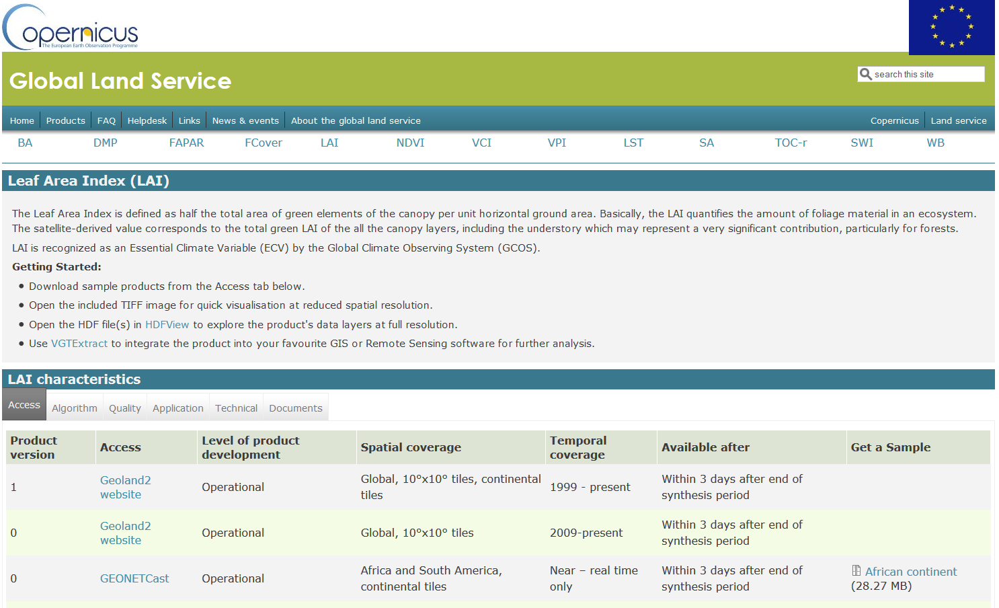 Copernicus
The European Earth Observation Programme
Global Land Service
search this site
Home Products FAQ Helpdesk Links News & events About the global land service Copernicus Land service
BA DMP FAPAR FCover LAI NDVI VCI VPI LST SA TOC-r SWI WB
Leaf Area Index (LAI)
The Leaf Area Index is defined as half the total area of green elements of the canopy per unit horizontal ground area. Basically, the LAI quantifies the amount of foliage material in an ecosystem.
The satellite-derived value corresponds to the total green LAI of the all the canopy layers, including the understory which may represent a very significant contribution, particularly for forests.
LAI is recognized as an Essential Climate Variable (ECV) by the Global Climate Observing System (GCOS).
Getting Started:
• Download sample products from the Access tab below.
• Open the included TIFF image for quick visualisation at reduced spatial resolution.
• Open the HDF file(s) in HDFView to explore the product's data layers at full resolution.
• Use VGTExtract to integrate the product into your favourite GIS or Remote Sensing software for further analysis.
LAI characteristics
Access Algorithm Quality Application Technical Documents
Product version Access Level of product development Spatial coverage Temporal coverage Available after Get a Sample
1 Geoland2 website Operational Global, 10°x10° tiles, continental tiles 1999 - present Within 3 days after end of synthesis period
0 Geoland2 website Operational Global, 10°x10° tiles 2009-present Within 3 days after end of synthesis period
0 GEONETCast Operational Africa and South America, continental tiles Near – real time only Within 3 days after end of synthesis period African continent (28.27 MB)